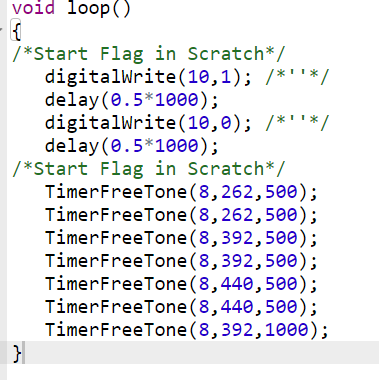 void loop()
{
/*Start Flag in Scratch*/
digitalWrite(10,1); /*''*/
delay(0.5*1000);
digitalWrite(10,0); /*''*/
delay(0.5*1000);
/*Start Flag in Scratch*/
TimerFreeTone(8,262,500);
TimerFreeTone(8,262,500);
TimerFreeTone(8,392,500);
TimerFreeTone(8,392,500);
TimerFreeTone(8,440,500);
TimerFreeTone(8,440,500);
TimerFreeTone(8,392,1000);
}